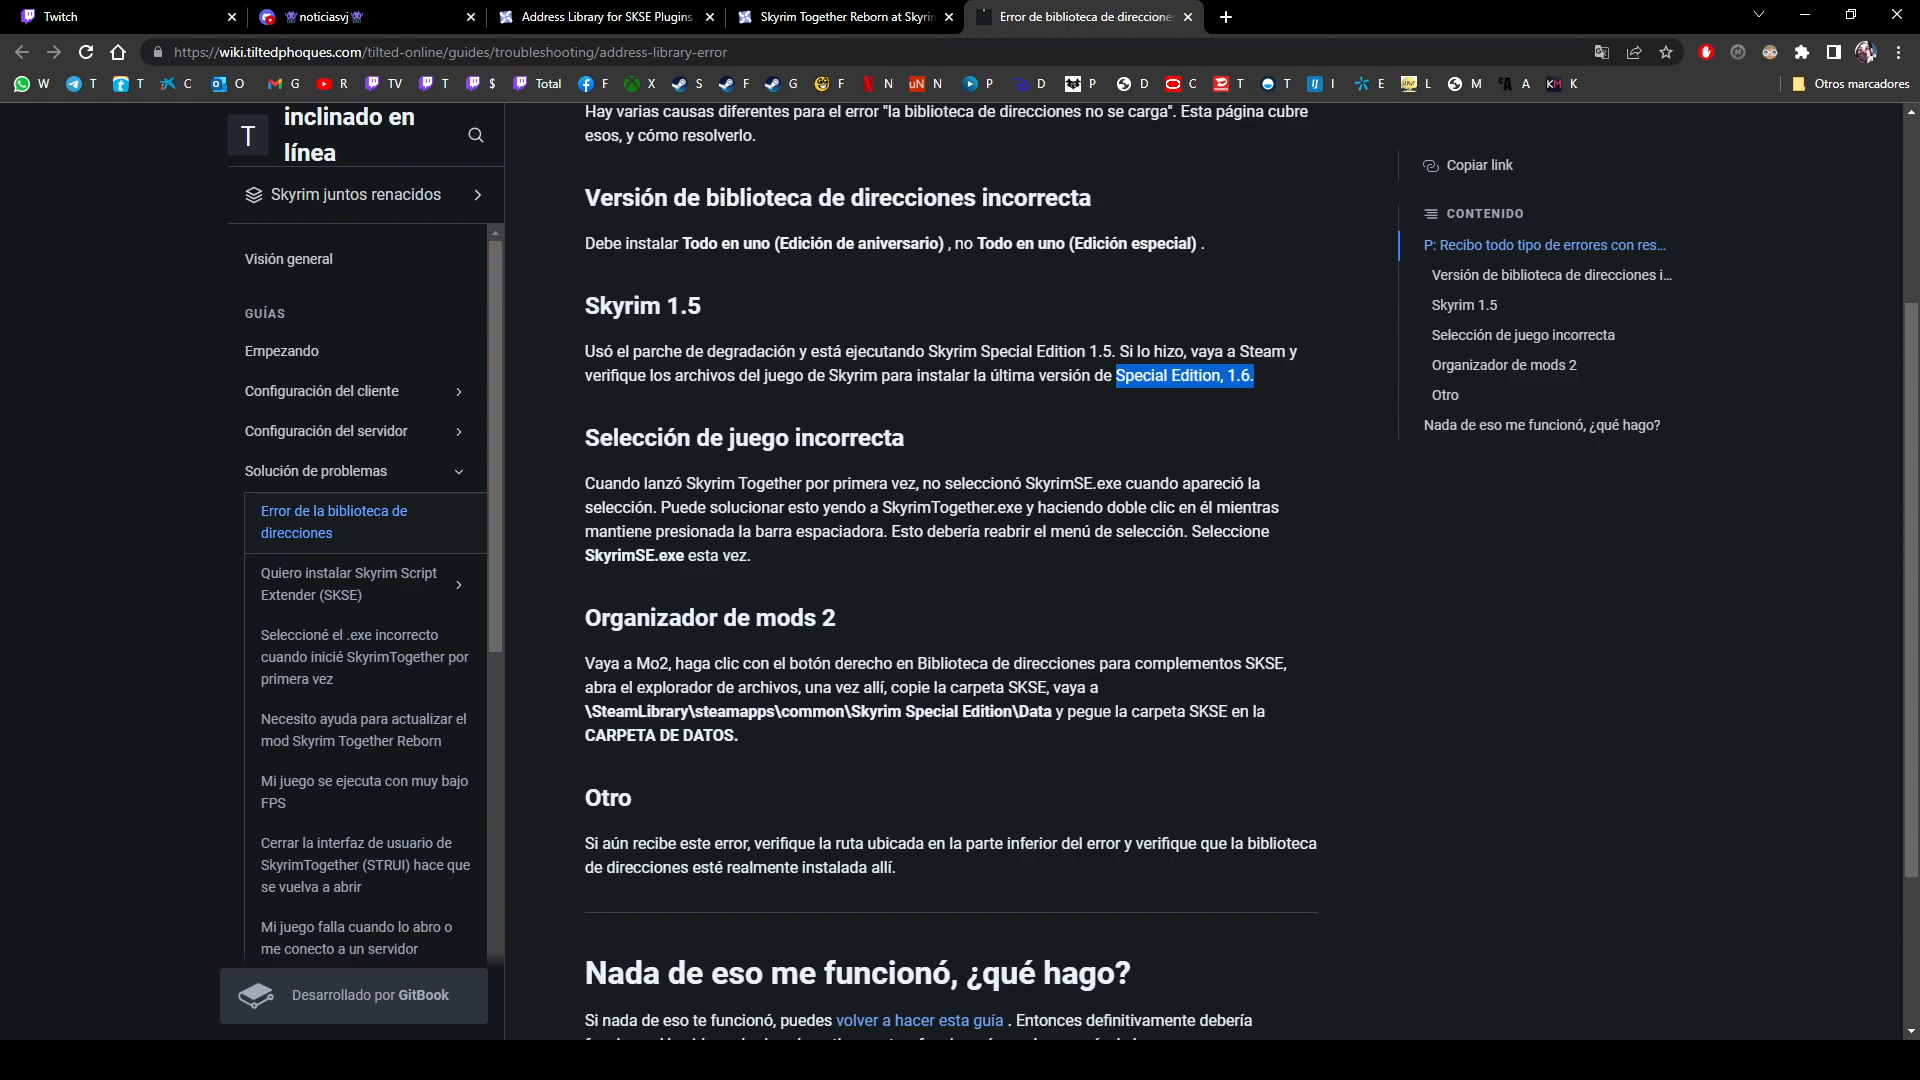 Twitch
👾noticiasvj👾
Address Library for SKSE Plugins
Skyrim Together Reborn at Skyrim
Error de biblioteca de direccione
https://wiki.tiltedphoques.com/tilted-online/guides/troubleshooting/address-library-error
W T T C O G R TV T $ Total F X S F G F N N P D P D C T T I E L M A K
Otros marcadores
T
inclinado en
línea
Skyrim juntos renacidos
Visión general
GUÍAS
Empezando
Configuración del cliente
Configuración del servidor
Solución de problemas
Error de la biblioteca de
direcciones
Quiero instalar Skyrim Script
Extender (SKSE)
Seleccioné el .exe incorrecto
cuando inicié SkyrimTogether por
primera vez
Necesito ayuda para actualizar el
mod Skyrim Together Reborn
Mi juego se ejecuta con muy bajo
FPS
Cerrar la interfaz de usuario de
SkyrimTogether (STRUI) hace que
se vuelva a abrir
Mi juego falla cuando lo abro o
me conecto a un servidor
Desarrollado por GitBook
Hay varias causas diferentes para el error "la biblioteca de direcciones no se carga". Esta página cubre
esos, y cómo resolverlo.
Versión de biblioteca de direcciones incorrecta
Debe instalar Todo en uno (Edición de aniversario) , no Todo en uno (Edición especial) .
Skyrim 1.5
Usó el parche de degradación y está ejecutando Skyrim Special Edition 1.5. Si lo hizo, vaya a Steam y
verifique los archivos del juego de Skyrim para instalar la última versión de Special Edition, 1.6.
Selección de juego incorrecta
Cuando lanzó Skyrim Together por primera vez, no seleccionó SkyrimSE.exe cuando apareció la
selección. Puede solucionar esto yendo a SkyrimTogether.exe y haciendo doble clic en él mientras
mantiene presionada la barra espaciadora. Esto debería reabrir el menú de selección. Seleccione
SkyrimSE.exe esta vez.
Organizador de mods 2
Vaya a Mo2, haga clic con el botón derecho en Biblioteca de direcciones para complementos SKSE,
abra el explorador de archivos, una vez allí, copie la carpeta SKSE, vaya a
\SteamLibrary\steamapps\common\Skyrim Special Edition\Data y pegue la carpeta SKSE en la
CARPETA DE DATOS.
Otro
Si aún recibe este error, verifique la ruta ubicada en la parte inferior del error y verifique que la biblioteca
de direcciones esté realmente instalada allí.
Nada de eso me funcionó, ¿qué hago?
Si nada de eso te funcionó, puedes volver a hacer esta guía . Entonces definitivamente debería
Copiar link
CONTENIDO
P: Recibo todo tipo de errores con res...
Versión de biblioteca de direcciones i...
Skyrim 1.5
Selección de juego incorrecta
Organizador de mods 2
Otro
Nada de eso me funcionó, ¿qué hago?